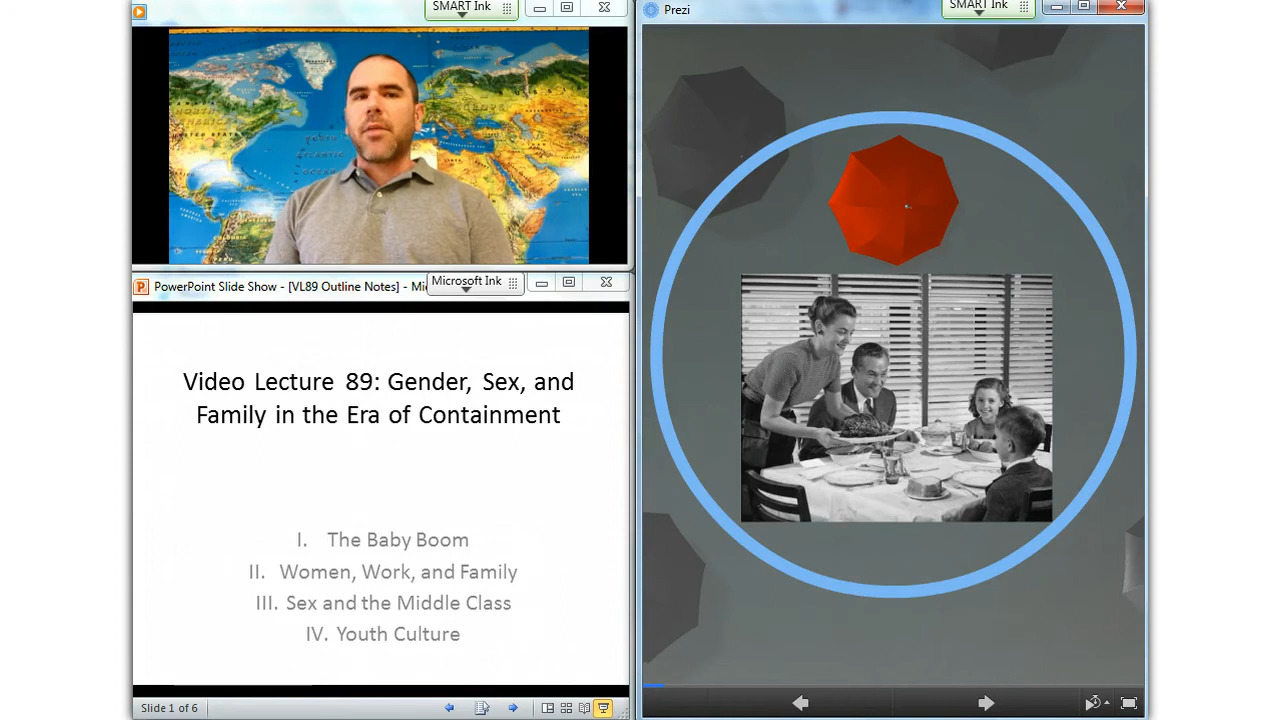 SMART Ink
PowerPoint Slide Show - [VL89 Outline Notes] - Mi
Microsoft Ink
Video Lecture 89: Gender, Sex, and
Family in the Era of Containment
I. The Baby Boom
II. Women, Work, and Family
III. Sex and the Middle Class
IV. Youth Culture
Slide 1 of 6
Prezi
SMART Ink